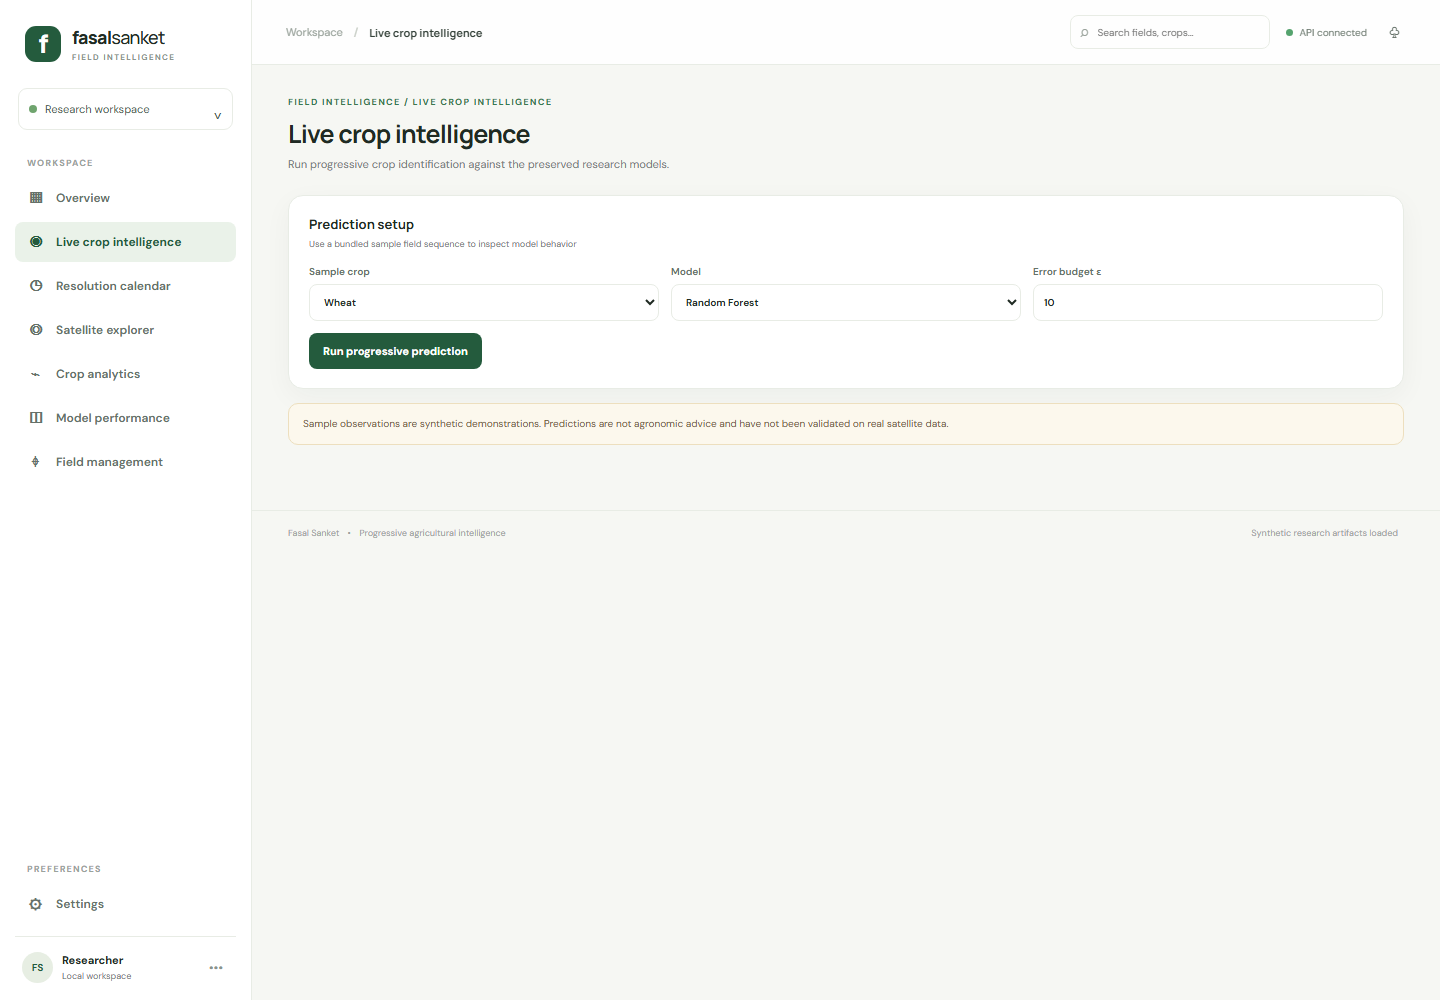 f
fasalsanket
FIELD INTELLIGENCE
Research workspace
v
WORKSPACE
Overview
Live crop intelligence
Resolution calendar
Satellite explorer
Crop analytics
Model performance
Field management
PREFERENCES
Settings
FS
Researcher
Local workspace
•••
Workspace / Live crop intelligence
Search fields, crops...
API connected
FIELD INTELLIGENCE / LIVE CROP INTELLIGENCE
Live crop intelligence
Run progressive crop identification against the preserved research models.
Prediction setup
Use a bundled sample field sequence to inspect model behavior
Sample crop
Model
Error budget ε
Wheat
Random Forest
10
Run progressive prediction
Sample observations are synthetic demonstrations. Predictions are not agronomic advice and have not been validated on real satellite data.
Fasal Sanket • Progressive agricultural intelligence
Synthetic research artifacts loaded